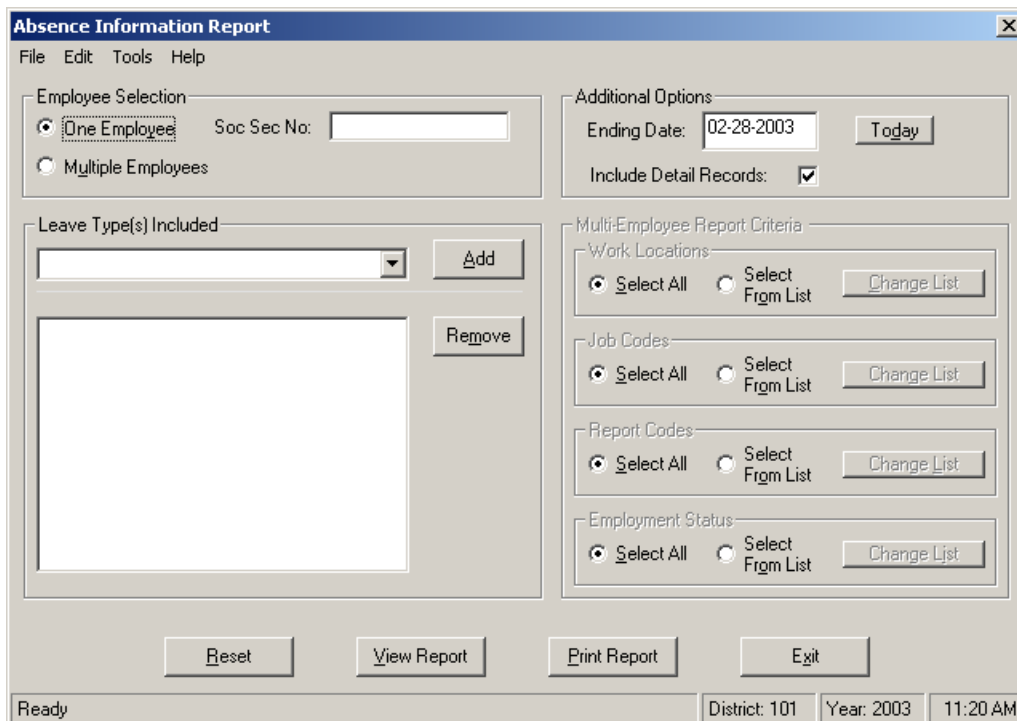 Absence Information Report
File Edit Tools Help
Employee Selection
One Employee Soc Sec No:
Multiple Employees
Additional Options
Ending Date: 02-28-2003 Today
Include Detail Records:
Leave Type(s) Included
Add
Remove
Multi-Employee Report Criteria
Work Locations
Select All Select From List Change List
Job Codes
Select All Select From List Change List
Report Codes
Select All Select From List Change List
Employment Status
Select All Select From List Change List
Reset View Report Print Report Exit
Ready District: 101 Year: 2003 11:20 AM